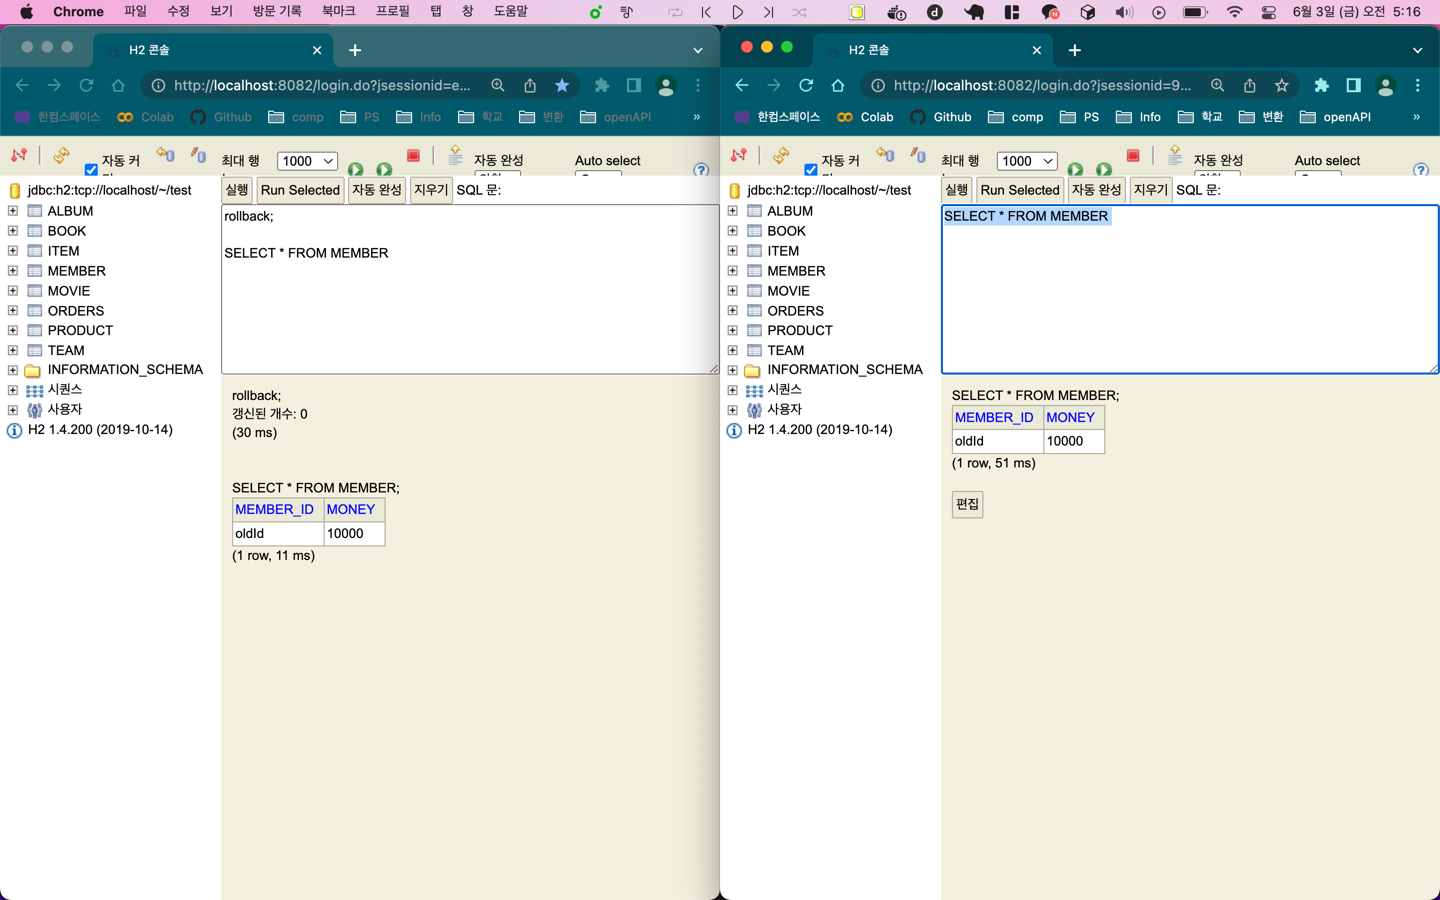 Chrome 파일 수정 보기 방문 기록 북마크 프로필 탭 창 도움말 6월 3일 (금) 오전 5:16
H2 콘솔
http://localhost:8082/login.do?jsessionid=e...
한컴스페이스 Colab Github comp PS Info 학교 변환 openAPI »
자동 커
최대 행
1000
자동 완성
Auto select
jdbc:h2:tcp://localhost/~/test
ALBUM
BOOK
ITEM
MEMBER
MOVIE
ORDERS
PRODUCT
TEAM
INFORMATION_SCHEMA
시퀀스
사용자
H2 1.4.200 (2019-10-14)
실행 Run Selected 자동 완성 지우기 SQL 문:
rollback;
SELECT * FROM MEMBER
rollback;
갱신된 개수: 0
(30 ms)
SELECT * FROM MEMBER;
MEMBER_ID MONEY
oldId 10000
(1 row, 11 ms)
H2 콘솔
http://localhost:8082/login.do?jsessionid=9...
한컴스페이스 Colab Github comp PS Info 학교 변환 openAPI »
자동 커
최대 행
1000
자동 완성
Auto select
jdbc:h2:tcp://localhost/~/test
ALBUM
BOOK
ITEM
MEMBER
MOVIE
ORDERS
PRODUCT
TEAM
INFORMATION_SCHEMA
시퀀스
사용자
H2 1.4.200 (2019-10-14)
실행 Run Selected 자동 완성 지우기 SQL 문:
SELECT * FROM MEMBER
SELECT * FROM MEMBER;
MEMBER_ID MONEY
oldId 10000
(1 row, 51 ms)
편집